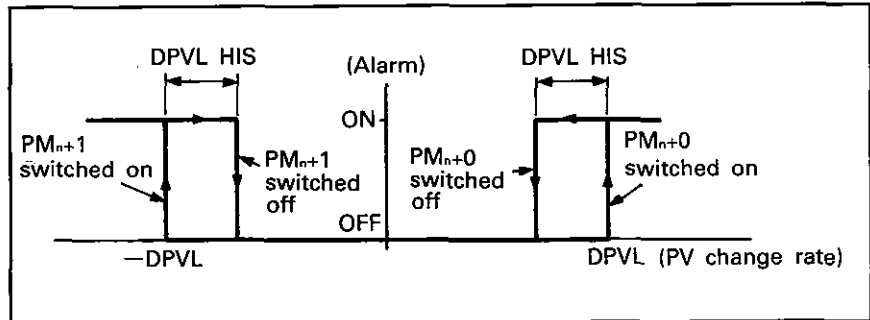 DPVL HIS
(Alarm)
DPVL HIS
ON
PMn+1
switched on
PMn+1
switched
off
PMn+0
switched
off
PMn+0
switched on
OFF
—DPVL
DPVL (PV change rate)